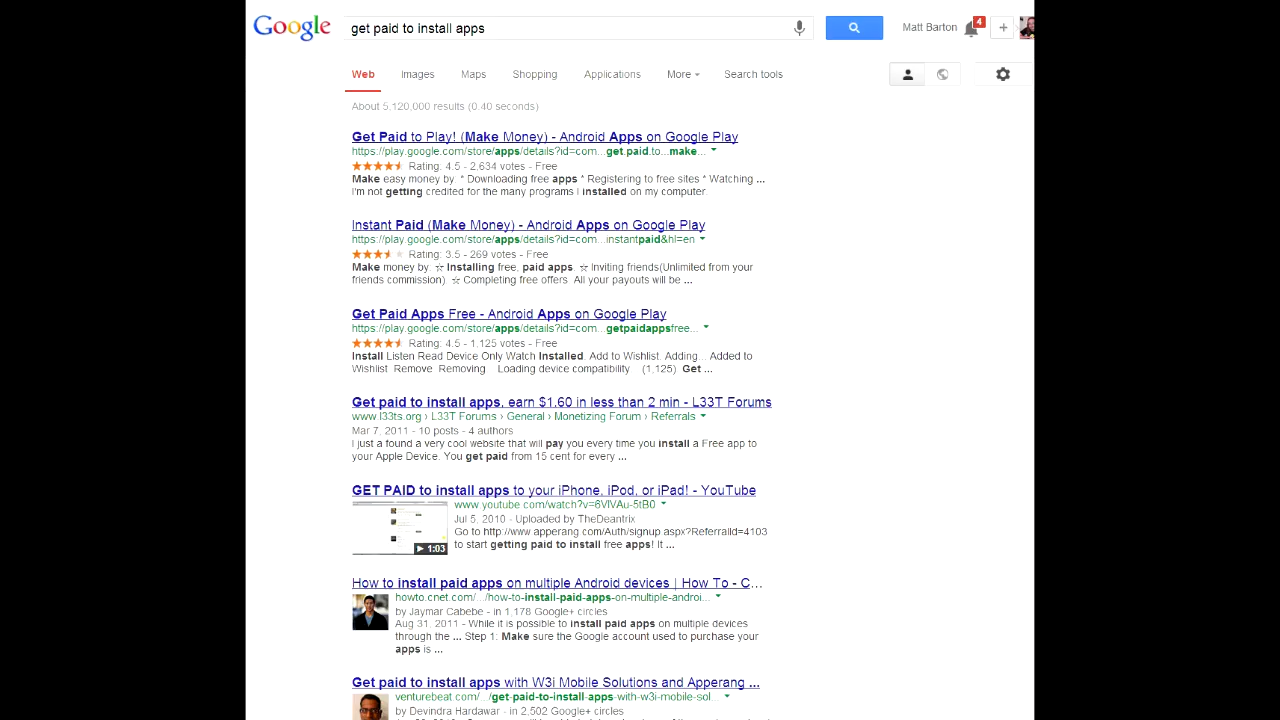 Google
get paid to install apps
Matt Barton
4
Web Images Maps Shopping Applications More Search tools
About 5,120,000 results (0.40 seconds)
Get Paid to Play! (Make Money) - Android Apps on Google Play
https://play.google.com/store/apps/details?id=com...get.paid.to...make...
Rating: 4.5 - 2,634 votes - Free
Make easy money by. * Downloading free apps * Registering to free sites * Watching ...
I'm not getting credited for the many programs I installed on my computer.
Instant Paid (Make Money) - Android Apps on Google Play
https://play.google.com/store/apps/details?id=com...instantpaid&hl=en
Rating: 3.5 - 269 votes - Free
Make money by. ☆ Installing free, paid apps. ☆ Inviting friends(Unlimited from your
friends commission) ☆ Completing free offers. All your payouts will be ...
Get Paid Apps Free - Android Apps on Google Play
https://play.google.com/store/apps/details?id=com...getpaidappsfree...
Rating: 4.5 - 1,125 votes - Free
Install Listen Read Device Only Watch Installed. Add to Wishlist. Adding... Added to
Wishlist Remove Removing. Loading device compatibility (1,125) Get ...
Get paid to install apps, earn $1.60 in less than 2 min - L33T Forums
www.l33ts.org › L33T Forums › General › Monetizing Forum › Referrals
Mar 7, 2011 - 10 posts - 4 authors
I just a found a very cool website that will pay you every time you install a Free app to
your Apple Device. You get paid from 15 cent for every ...
GET PAID to install apps to your iPhone, iPod, or iPad! - YouTube
www.youtube.com/watch?v=6VlVAu-5tB0
Jul 5, 2010 - Uploaded by TheDeantrix
Go to http://www.apperang.com/Auth/signup.aspx?ReferralId=4103
to start getting paid to install free apps! It ...
1:03
How to install paid apps on multiple Android devices | How To - C...
howto.cnet.com/.../how-to-install-paid-apps-on-multiple-androi...
by Jaymar Cabebe - in 1,178 Google+ circles
Aug 31, 2011 - While it is possible to install paid apps on multiple devices
through the ... Step 1: Make sure the Google account used to purchase your
apps is ...
Get paid to install apps with W3i Mobile Solutions and Apperang ...
venturebeat.com/.../get-paid-to-install-apps-with-w3i-mobile-sol...
by Devindra Hardawar - in 2,502 Google+ circles